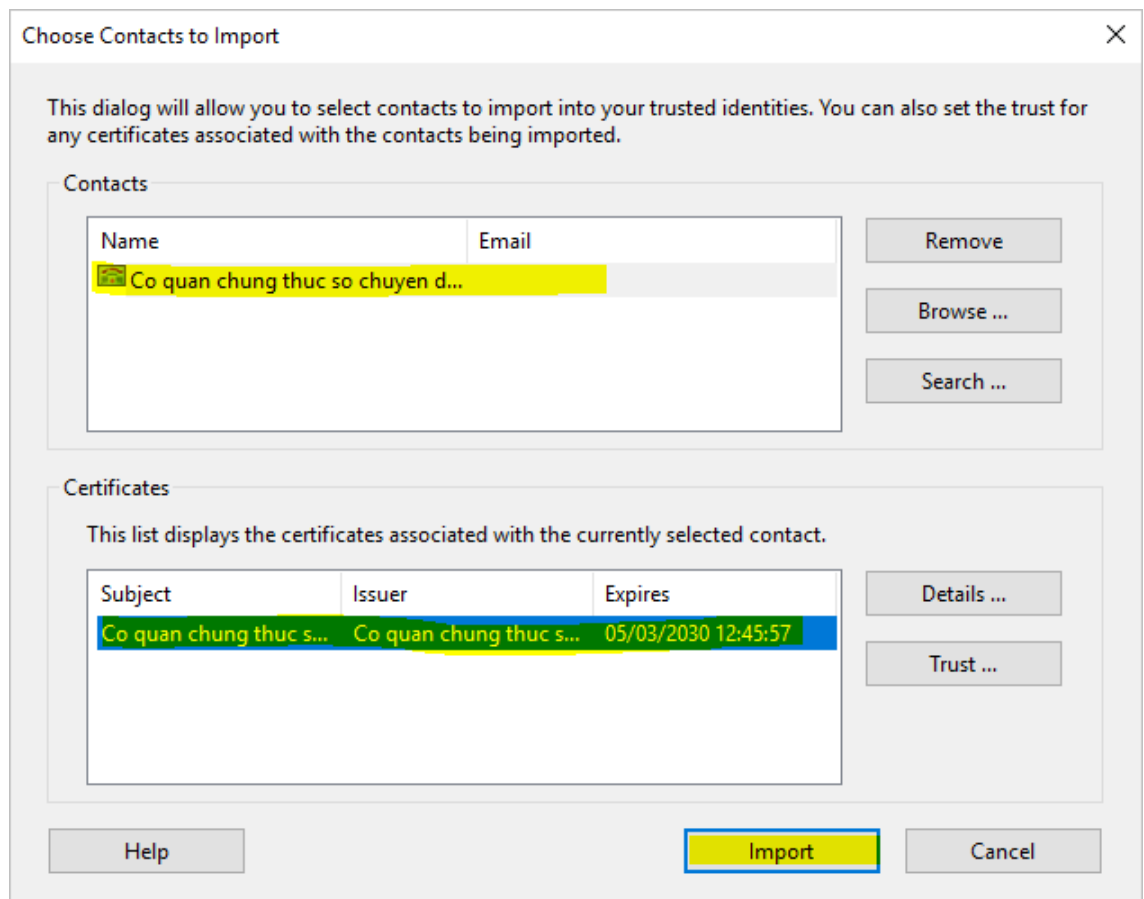 Choose Contacts to Import
This dialog will allow you to select contacts to import into your trusted identities. You can also set the trust for
any certificates associated with the contacts being imported.
Contacts
Name Email
Co quan chung thuc so chuyen d...
Remove
Browse ...
Search ...
Certificates
This list displays the certificates associated with the currently selected contact.
Subject Issuer Expires
Co quan chung thuc s... Co quan chung thuc s... 05/03/2030 12:45:57
Details ...
Trust ...
Help Import Cancel